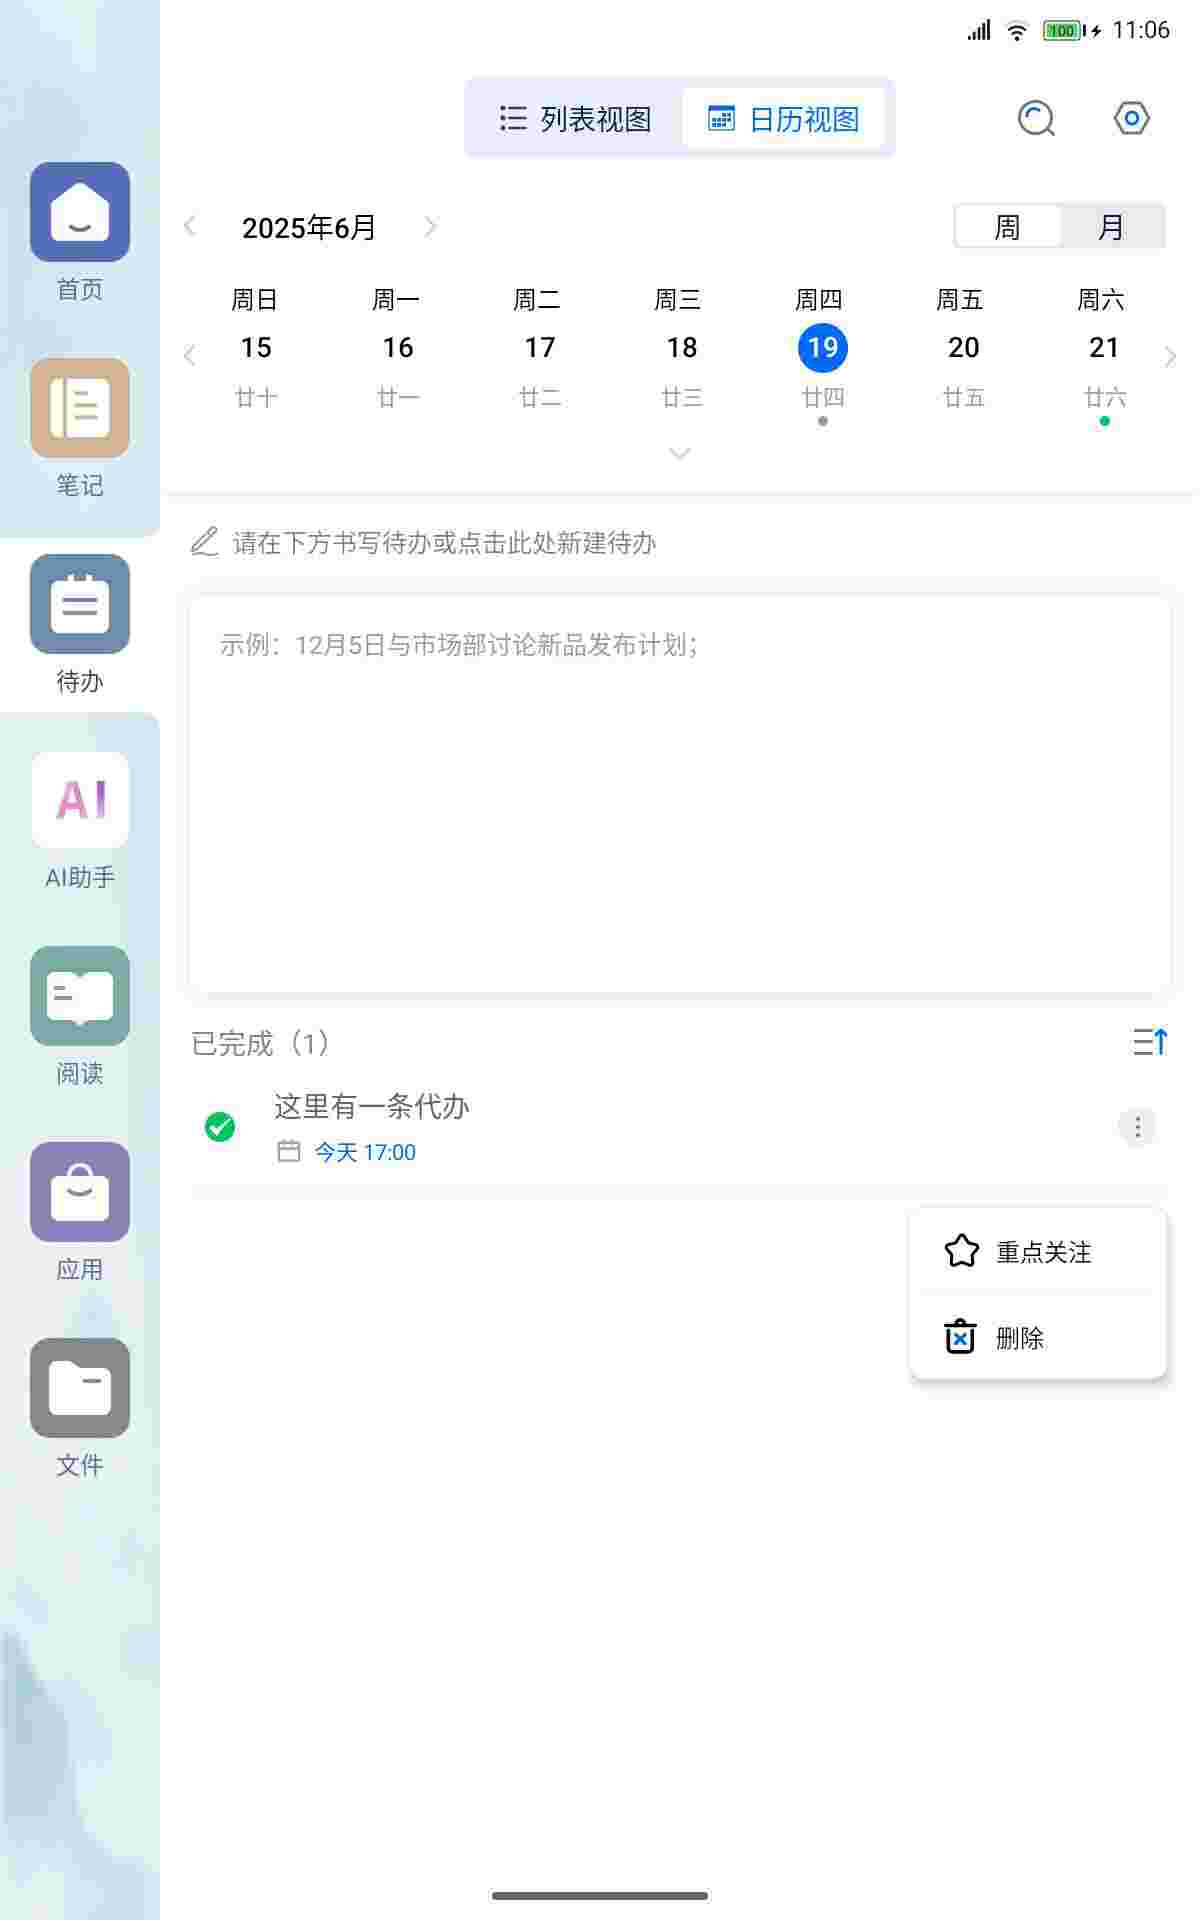 100 11:06
列表视图 日历视图
2025年6月 周 月
周日 周一 周二 周三 周四 周五 周六
15 16 17 18 19 20 21
廿十 廿一 廿二 廿三 廿四 廿五 廿六
请在下方书写待办或点击此处新建待办
示例：12月5日与市场部讨论新品发布计划；
已完成（1）
这里有一条代办
今天 17:00
重点关注
删除
首页
笔记
待办
AI
AI助手
阅读
应用
文件